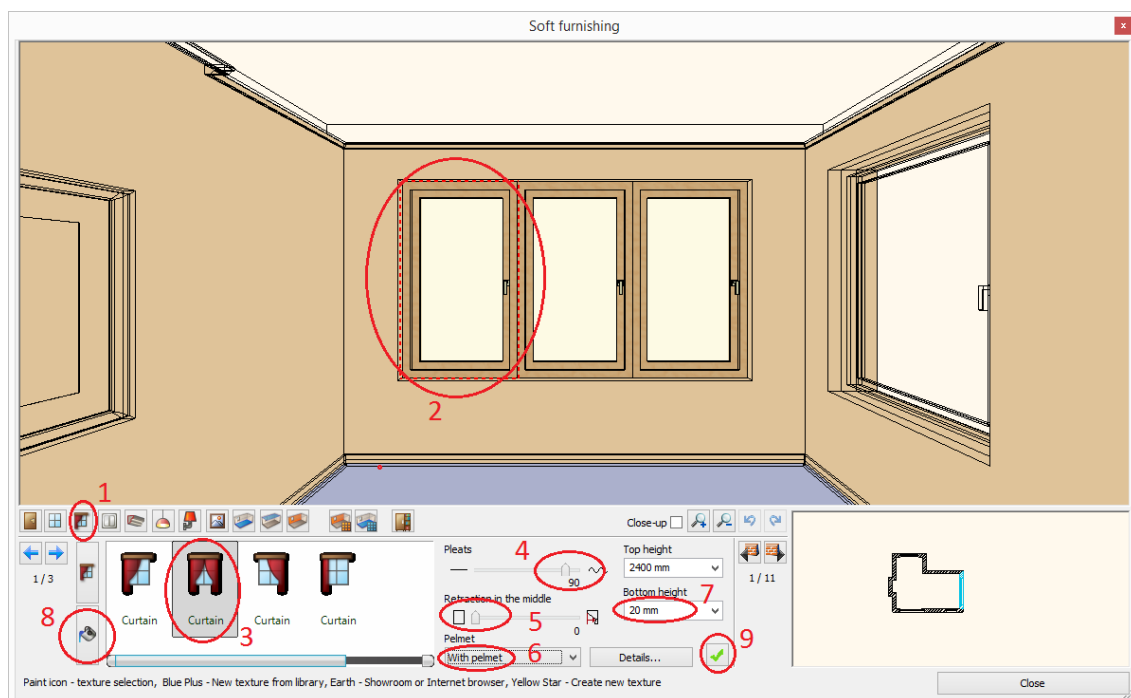 Soft furnishing
x
2
1
Close-up
1 / 3
8
Curtain
Curtain
Curtain
Curtain
3
Pleats
4
90
Retraction in the middle
5
0
Pelmet
With pelmet
6
Details...
Top height
2400 mm
Bottom height
7
20 mm
9
1 / 11
Paint icon - texture selection, Blue Plus - New texture from library, Earth - Showroom or Internet browser, Yellow Star - Create new texture
Close